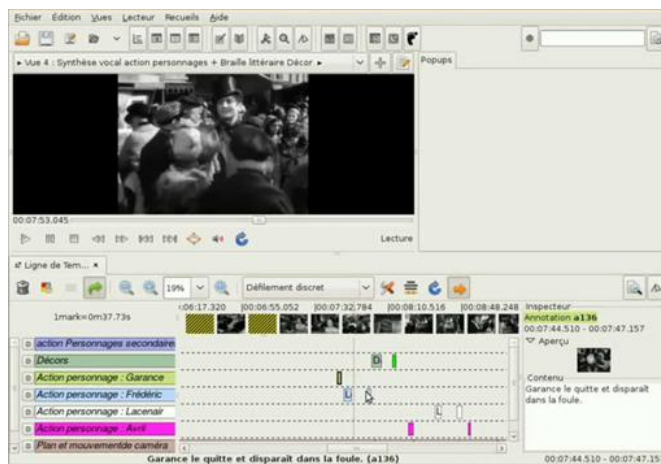 Fichier Édition Vues Lecteur Recueils Aide
▸ Vue 4 : Synthèse vocal action personnages + Braille littéraire Décor ▸
Popups
00:07:53.045
Lecture
Ligne de Tem... ×
19%
Défilement discret
1mark=0m37.73s
:06:17.320 |00:06:55.052 |00:07:32.784 |00:08:10.516 |00:08:48.248
Inspecteur
Annotation a136
00:07:44.510 - 00:07:47.157
Aperçu
action Personnages secondaire
Décors
D
Action personnage : Garance
Action personnage : Frédéric
L
Action personnage : Lacenair
L
Action personnage : Avril
Plan et mouvementde caméra
Contenu
Garance le quitte et disparaît
dans la foule.
Garance le quitte et disparaît dans la foule. (a136)
00:07:44.510 - 00:07:47.15